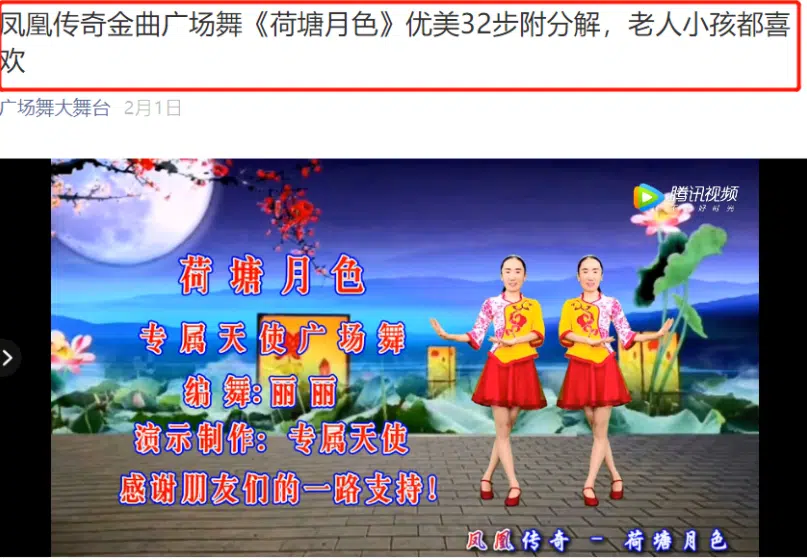 凤凰传奇金曲广场舞《荷塘月色》优美32步附分解，老人小孩都喜
欢
广场舞大舞台 2月1日
腾讯视频
荷塘月色
专属天使广场舞
编舞:丽丽
演示制作：专属天使
感谢朋友们的一路支持！
凤凰传奇 - 荷塘月色